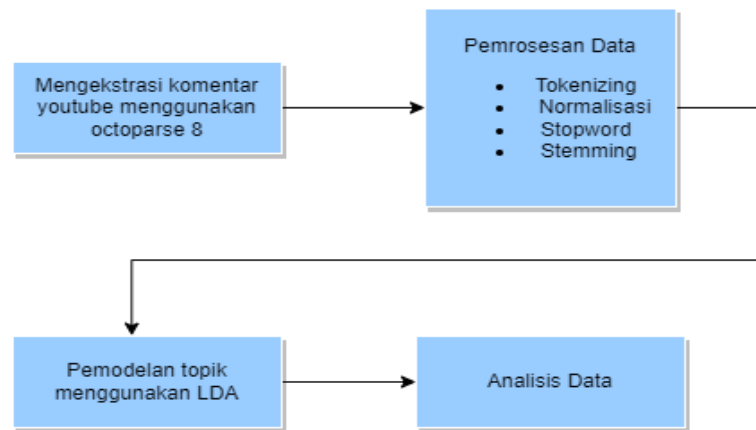 Mengekstrasi komentar
youtube menggunakan
octoparse 8
Pemrosesan Data
• Tokenizing
• Normalisasi
• Stopword
• Stemming
Pemodelan topik
menggunakan LDA
Analisis Data